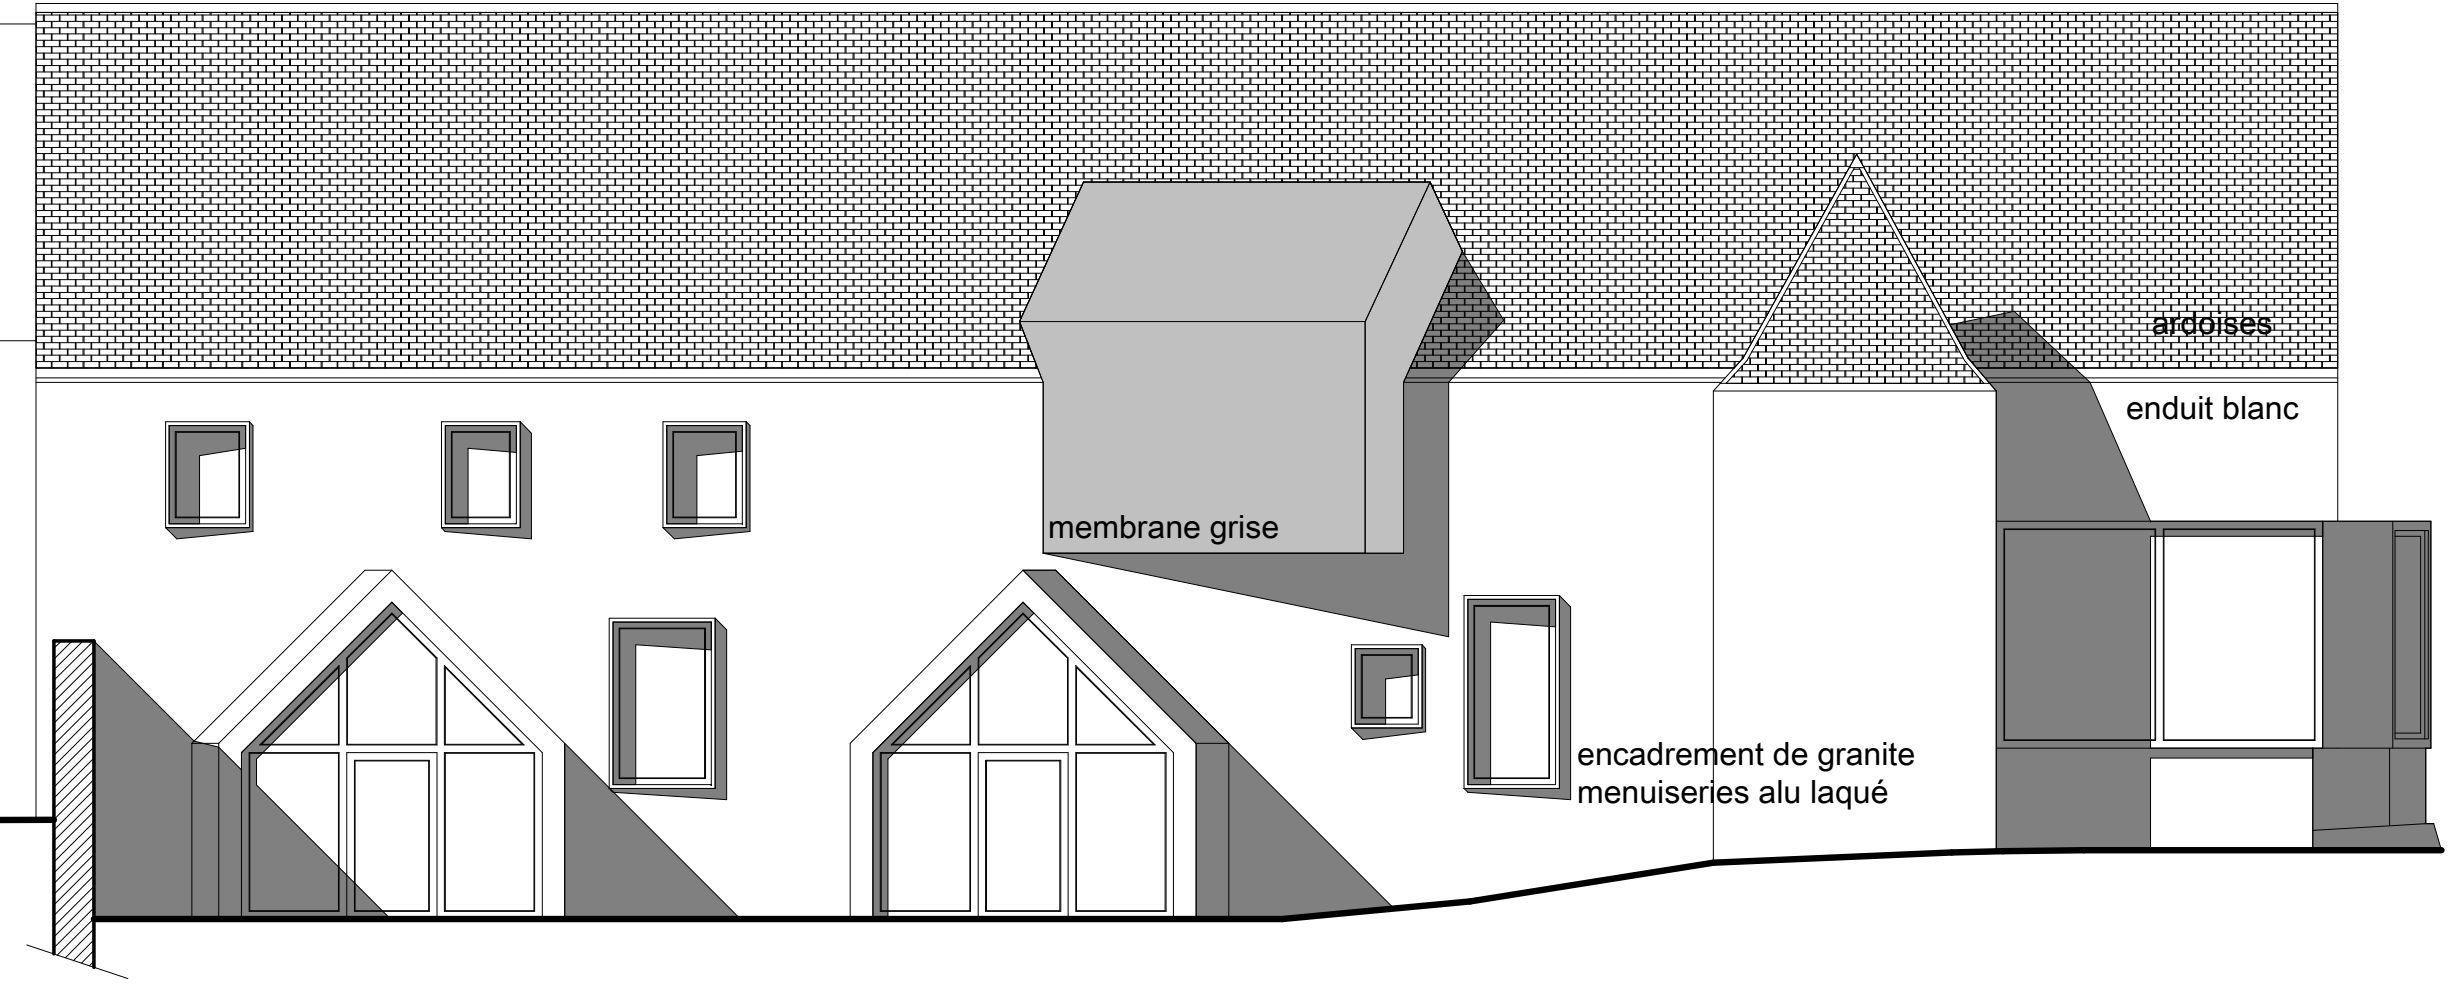 ardoises
enduit blanc
membrane grise
encadrement de granite
menuiseries alu laqué